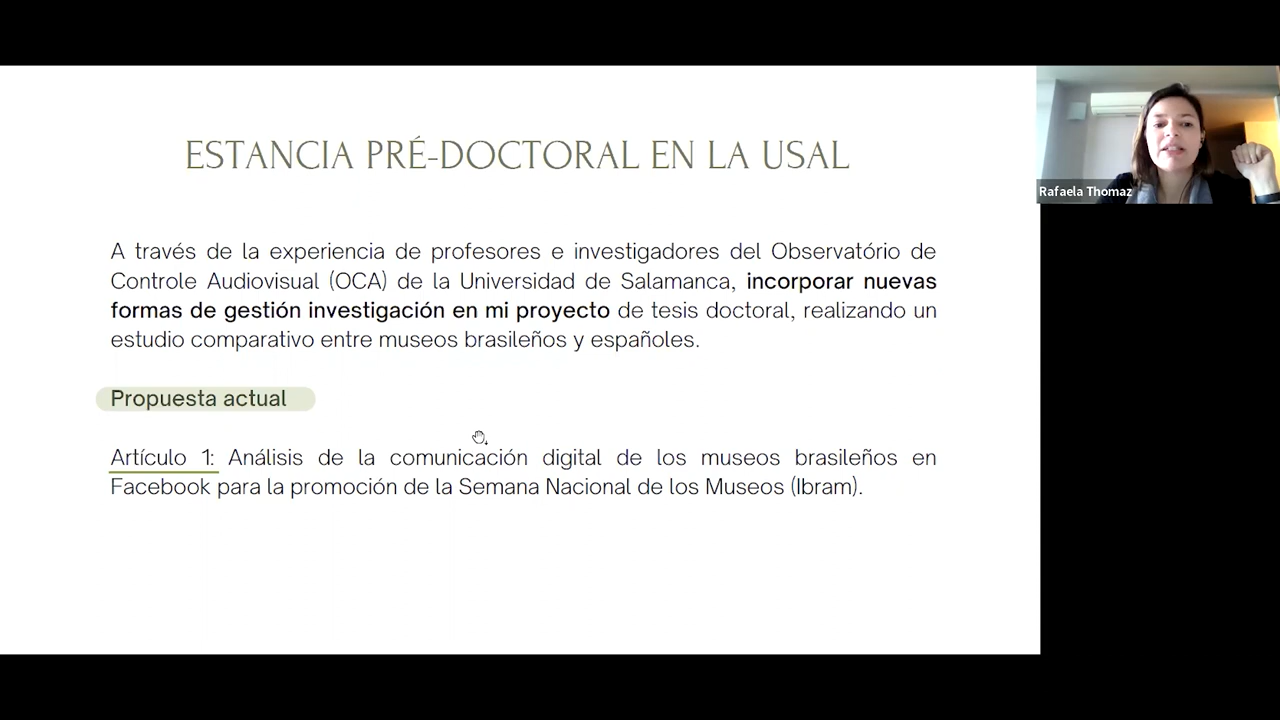 ESTANCIA PRÉ-DOCTORAL EN LA USAL
A través de la experiencia de profesores e investigadores del Observatório de
Controle Audiovisual (OCA) de la Universidad de Salamanca, incorporar nuevas
formas de gestión investigación en mi proyecto de tesis doctoral, realizando un
estudio comparativo entre museos brasileños y españoles.
Propuesta actual
Artículo 1: Análisis de la comunicación digital de los museos brasileños en
Facebook para la promoción de la Semana Nacional de los Museos (Ibram).
Rafaela Thomaz